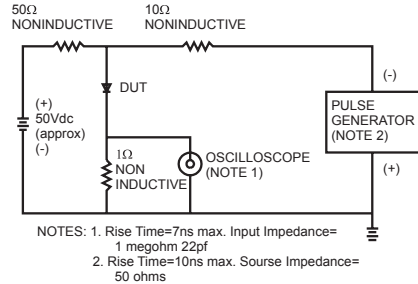 50Ω
NONINDUCTIVE
10Ω
NONINDUCTIVE
(+)
50Vdc
(approx)
(-)
DUT
1Ω
NON
INDUCTIVE
OSCILLOSCOPE
(NOTE 1)
(-)
PULSE
GENERATOR
(NOTE 2)
(+)
NOTES: 1. Rise Time=7ns max. Input Impedance=
1 megohm 22pf
2. Rise Time=10ns max. Sourse Impedance=
50 ohms